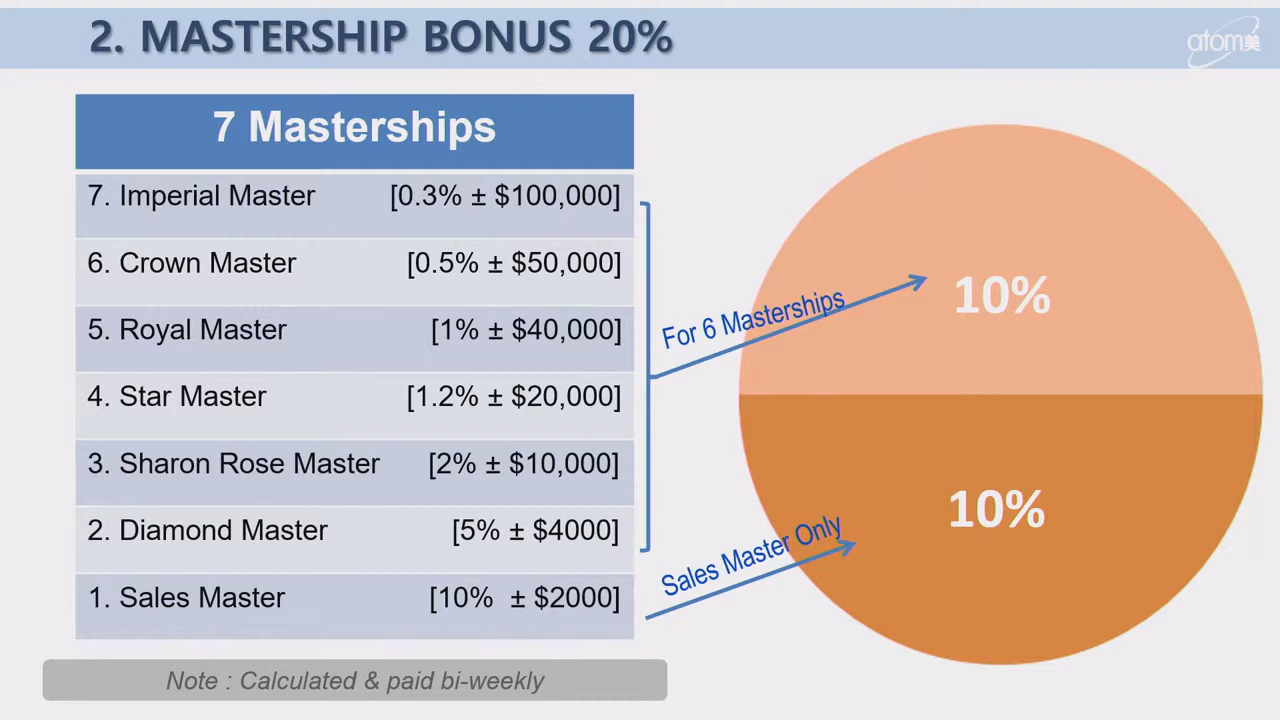 2. MASTERSHIP BONUS 20%
atom美
7 Masterships
7. Imperial Master [0.3% ± $100,000]
6. Crown Master [0.5% ± $50,000]
5. Royal Master [1% ± $40,000]
4. Star Master [1.2% ± $20,000]
3. Sharon Rose Master [2% ± $10,000]
2. Diamond Master [5% ± $4000]
1. Sales Master [10% ± $2000]
For 6 Masterships
10%
Sales Master Only
10%
Note : Calculated & paid bi-weekly